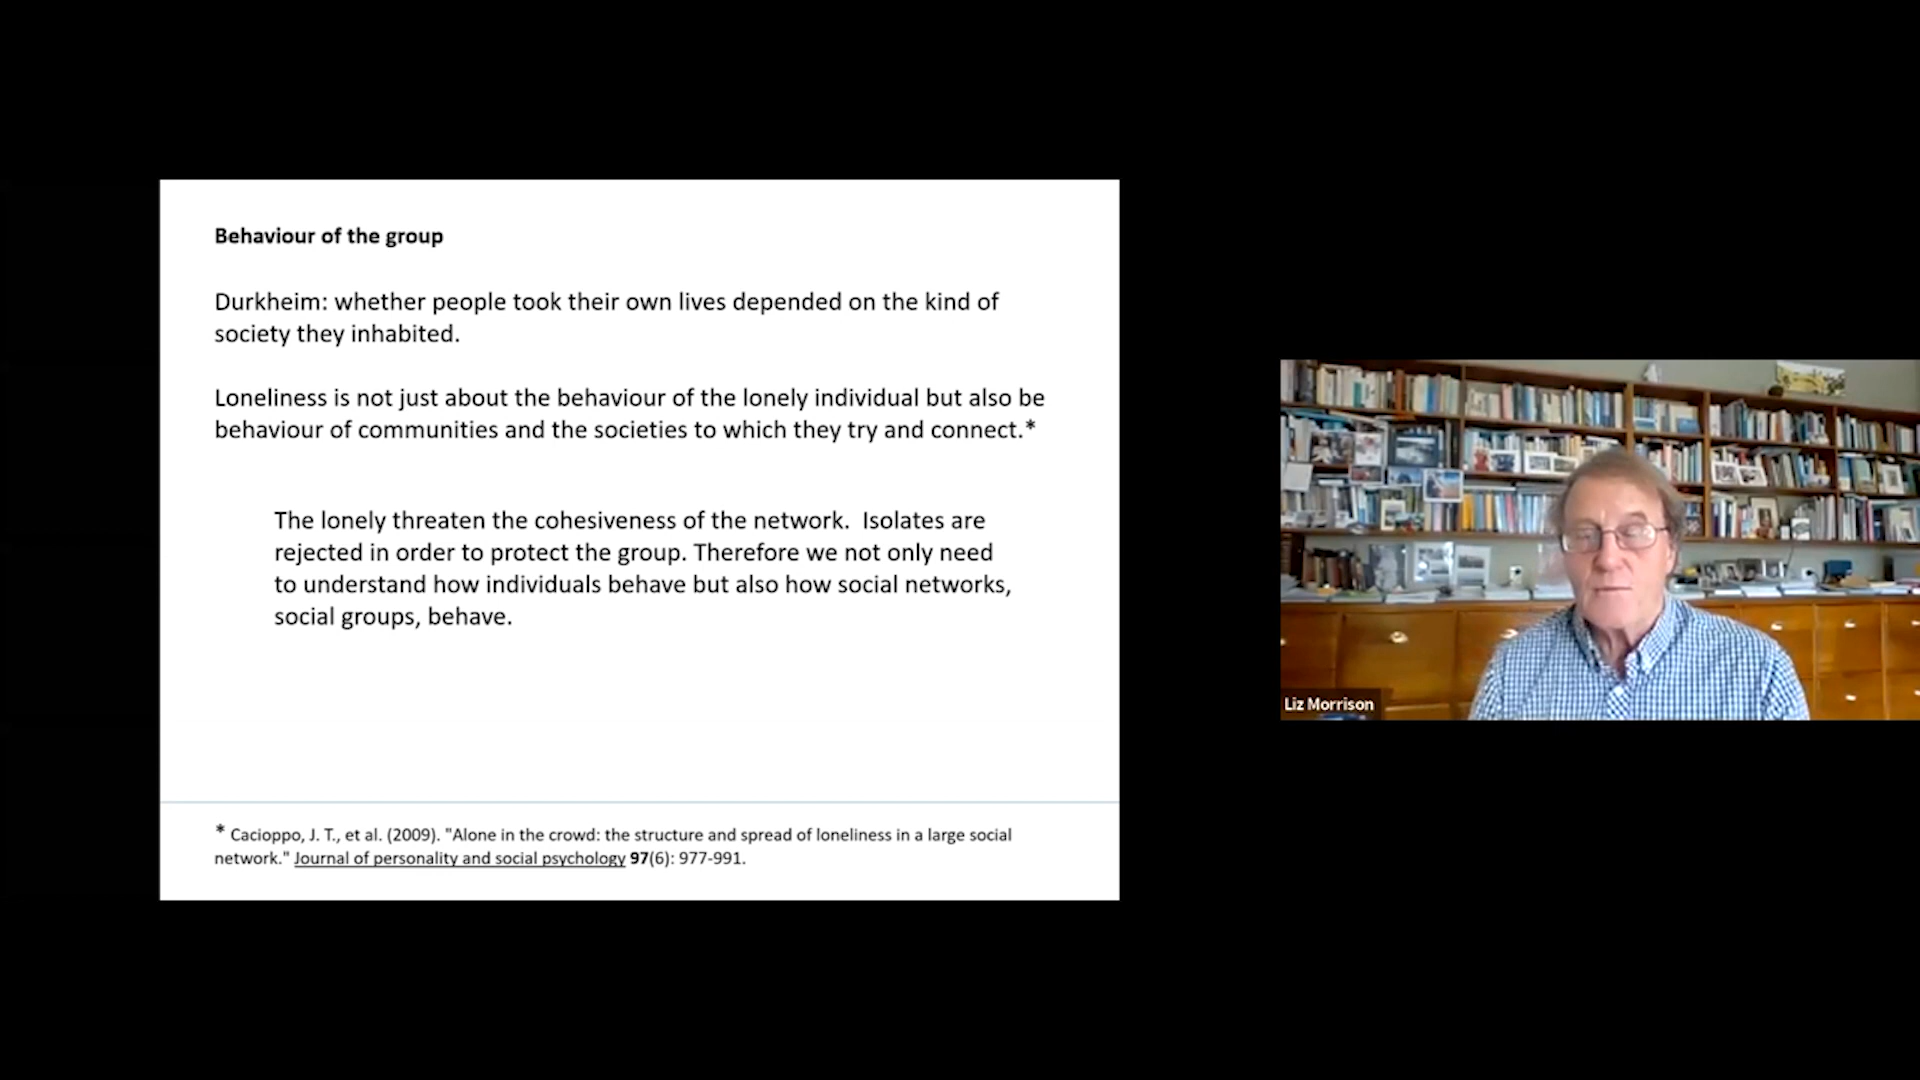 Behaviour of the group
Durkheim: whether people took their own lives depended on the kind of
society they inhabited.
Loneliness is not just about the behaviour of the lonely individual but also be
behaviour of communities and the societies to which they try and connect.*
The lonely threaten the cohesiveness of the network.  Isolates are
rejected in order to protect the group. Therefore we not only need
to understand how individuals behave but also how social networks,
social groups, behave.
* Cacioppo, J. T., et al. (2009). "Alone in the crowd: the structure and spread of loneliness in a large social
network." Journal of personality and social psychology 97(6): 977-991.
Liz Morrison